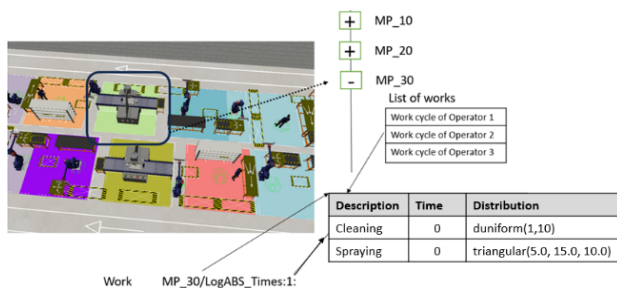 + MP_10
+ MP_20
- MP_30
List of works
Work cycle of Operator 1
Work cycle of Operator 2
Work cycle of Operator 3
Description Time Distribution
Cleaning 0 duniform(1,10)
Spraying 0 triangular(5.0, 15.0, 10.0)
Work MP_30/LogABS_Times:1: